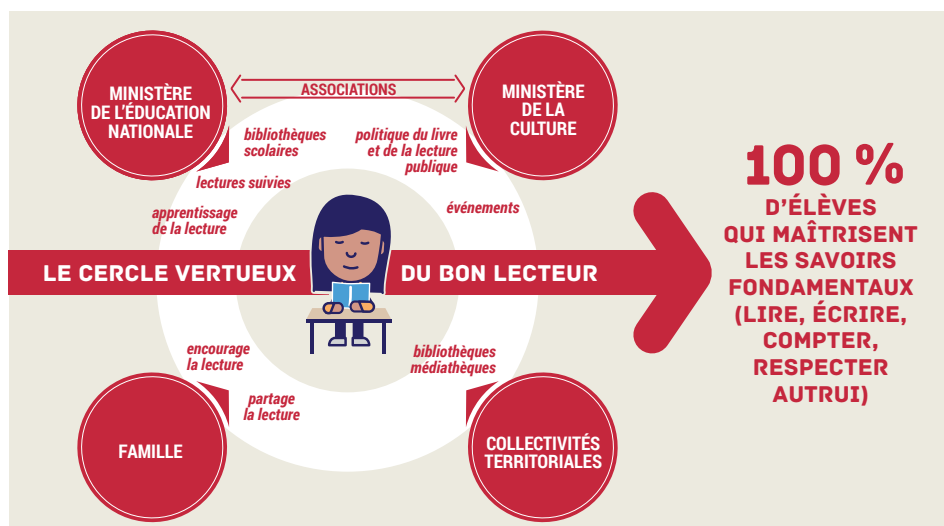 MINISTÈRE
DE L'ÉDUCATION
NATIONALE
ASSOCIATIONS
MINISTÈRE
DE LA
CULTURE
bibliothèques
scolaires
lectures suivies
apprentissage
de la lecture
politique du livre
et de la lecture
publique
événements
LE CERCLE VERTUEUX DU BON LECTEUR
encourage
la lecture
partage
la lecture
bibliothèques
médiathèques
FAMILLE
COLLECTIVITÉS
TERRITORIALES
100 %
D'ÉLÈVES
QUI MAÎTRISENT
LES SAVOIRS
FONDAMENTAUX
(LIRE, ÉCRIRE,
COMPTER,
RESPECTER
AUTRUI)